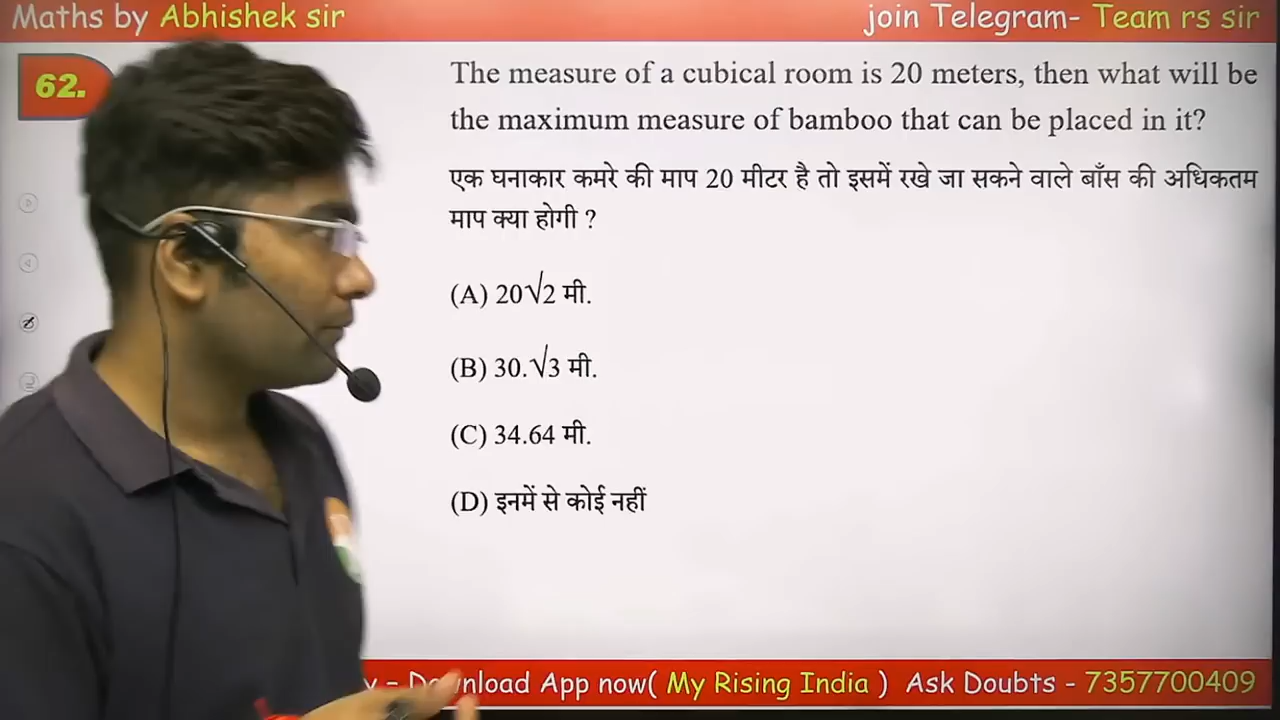 Maths by Abhishek sir
join Telegram- Team rs sir
62.
The measure of a cubical room is 20 meters, then what will be
the maximum measure of bamboo that can be placed in it?
एक घनाकार कमरे की माप 20 मीटर है तो इसमें रखे जा सकने वाले बाँस की अधिकतम
माप क्या होगी ?
(A) 20√2 मी.
(B) 30.√3 मी.
(C) 34.64 मी.
(D) इनमें से कोई नहीं
– Download App now( My Rising India ) Ask Doubts - 7357700409